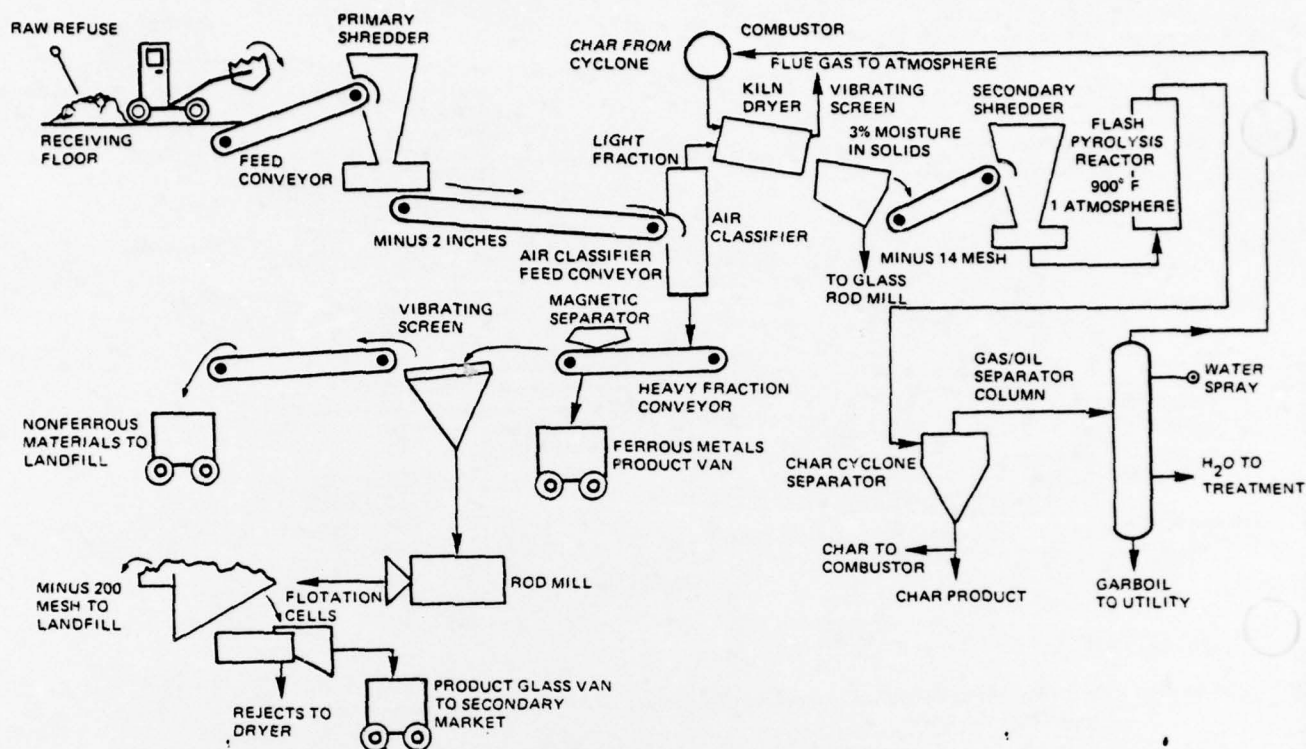 RAW REFUSE
RECEIVING
FLOOR
FEED
CONVEYOR
PRIMARY
SHREDDER
MINUS 2 INCHES
AIR CLASSIFIER
FEED CONVEYOR
LIGHT
FRACTION
AIR
CLASSIFIER
CHAR FROM
CYCLONE
COMBUSTOR
FLUE GAS TO ATMOSPHERE
KILN
DRYER
VIBRATING
SCREEN
3% MOISTURE
IN SOLIDS
TO GLASS
ROD MILL
SECONDARY
SHREDDER
MINUS 14 MESH
FLASH
PYROLYSIS
REACTOR
900° F
1 ATMOSPHERE
MAGNETIC
SEPARATOR
HEAVY FRACTION
CONVEYOR
FERROUS METALS
PRODUCT VAN
VIBRATING
SCREEN
NONFERROUS
MATERIALS TO
LANDFILL
ROD MILL
FLOTATION
CELLS
MINUS 200
MESH TO
LANDFILL
REJECTS TO
DRYER
PRODUCT GLASS VAN
TO SECONDARY
MARKET
GAS/OIL
SEPARATOR
COLUMN
WATER
SPRAY
H₂O TO
TREATMENT
CHAR CYCLONE
SEPARATOR
CHAR TO
COMBUSTOR
CHAR PRODUCT
GARBOIL
TO UTILITY